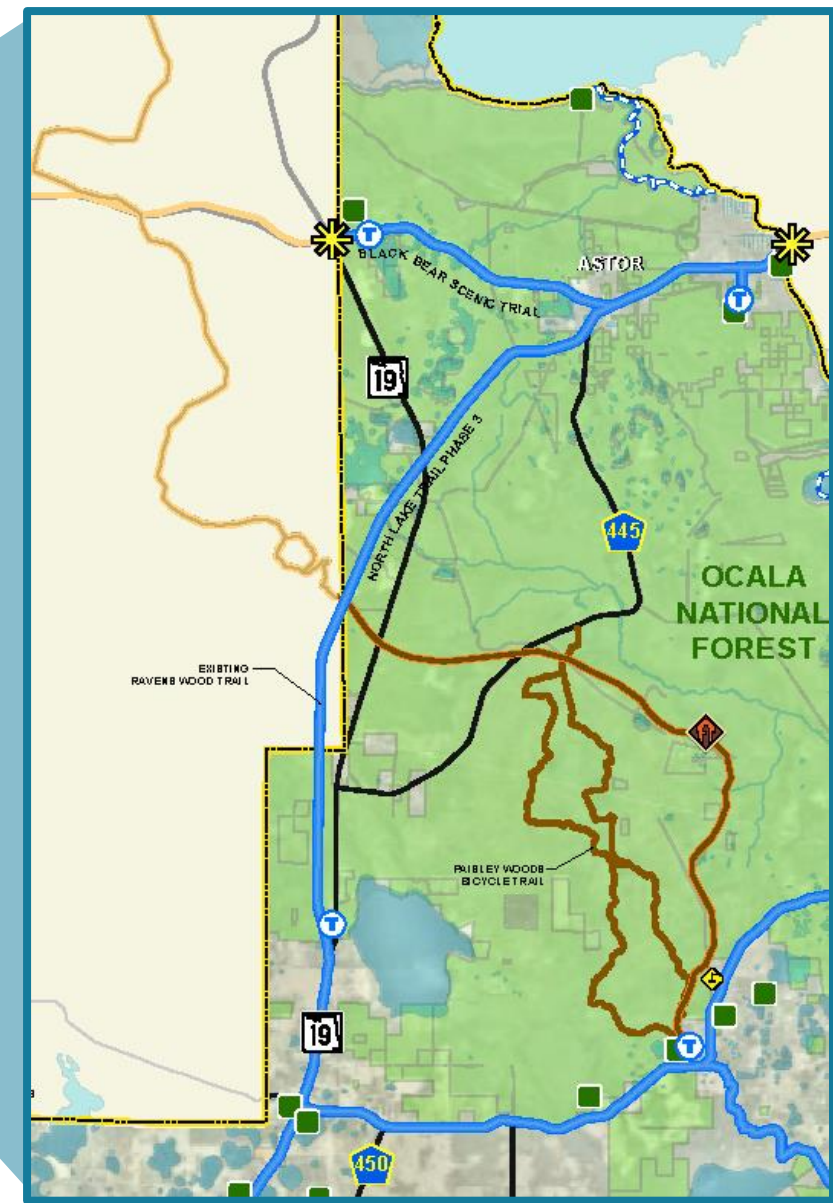 T
BLACK BEAR SCENIC TRIAL
ASTOR
T
19
NORTH LAKE TRAIL PHASE 3
445
OCALA
NATIONAL
FOREST
EXISTING
RAVENSWOOD TRAIL
PAISLEY WOODS
BICYCLE TRAIL
T
19
T
450